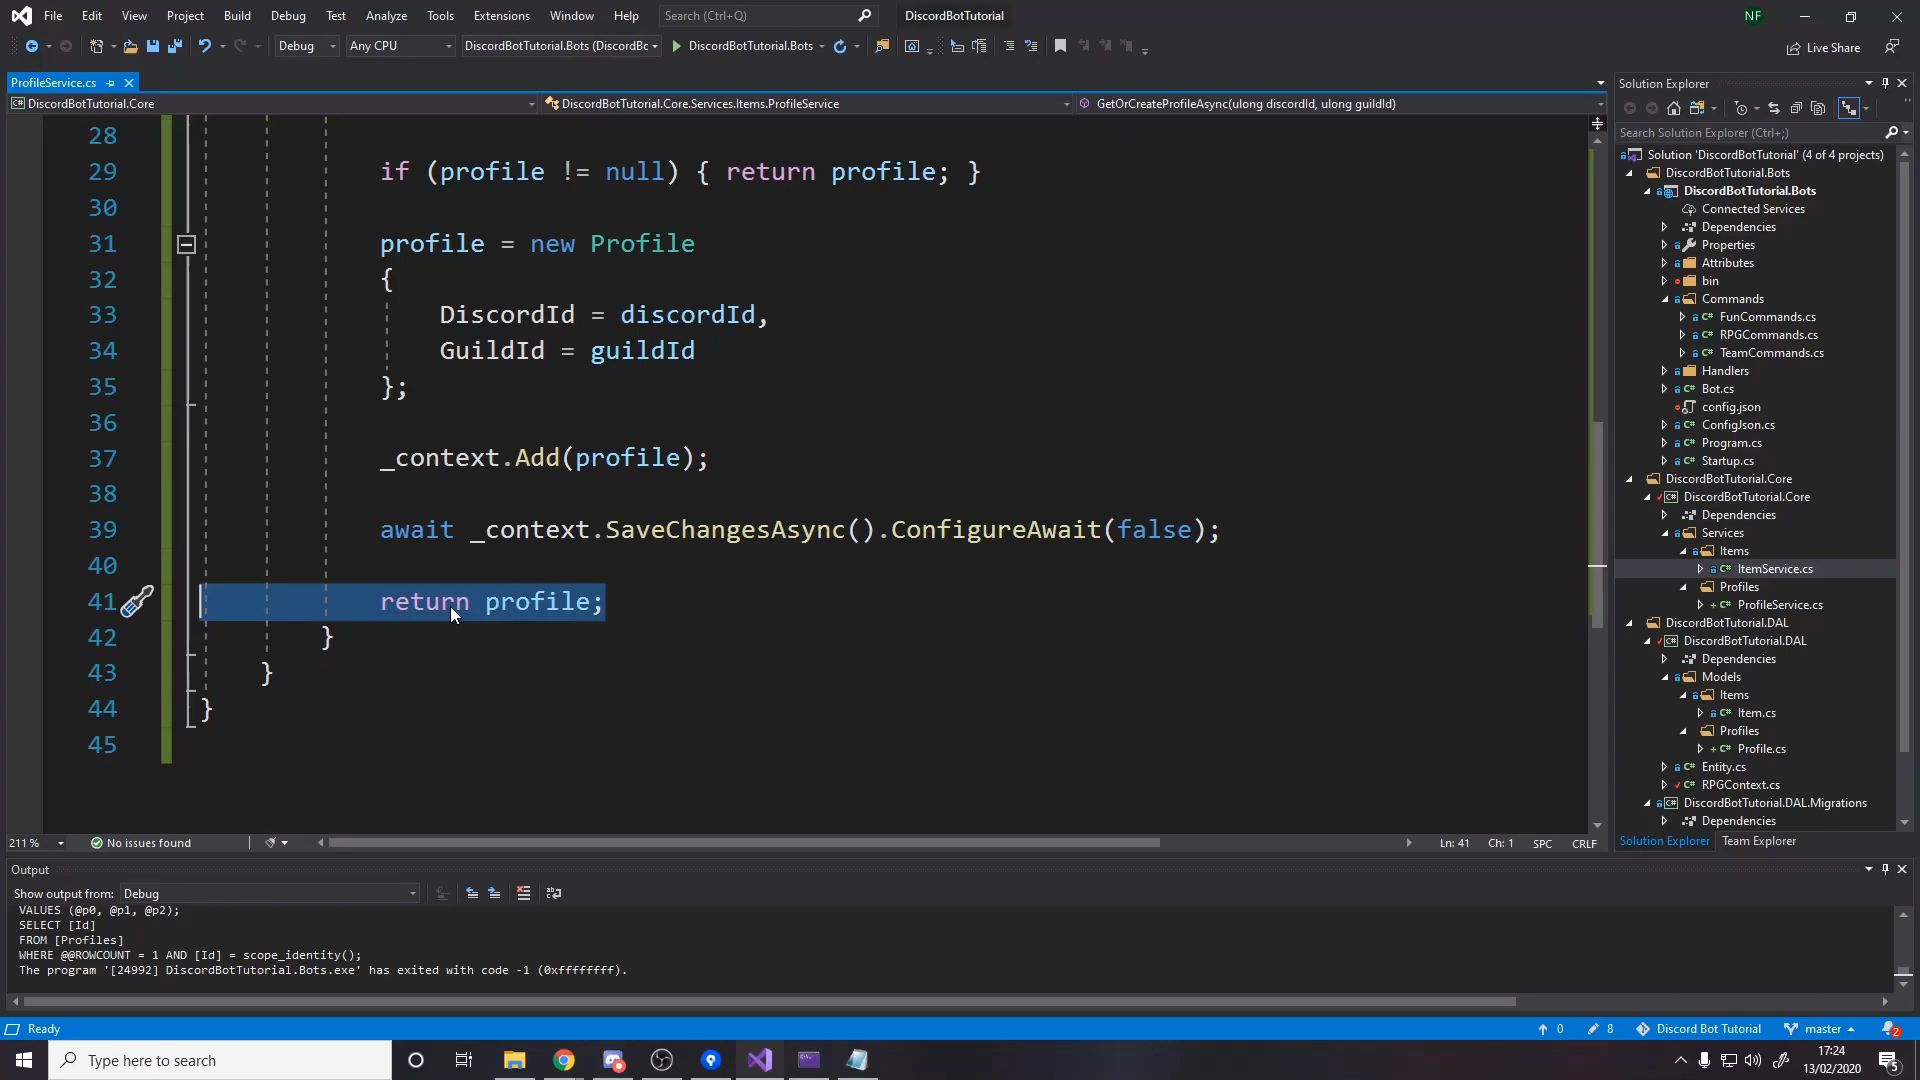 File Edit View Project Build Debug Test Analyze Tools Extensions Window Help Search (Ctrl+Q) DiscordBotTutorial NF
Debug Any CPU DiscordBotTutorial.Bots (DiscordBc DiscordBotTutorial.Bots Live Share
ProfileService.cs
DiscordBotTutorial.Core DiscordBotTutorial.Core.Services.Items.ProfileService GetOrCreateProfileAsync(ulong discordId, ulong guildId)
28
29 if (profile != null) { return profile; }
30
31 profile = new Profile
32 {
33 DiscordId = discordId,
34 GuildId = guildId
35 };
36
37 _context.Add(profile);
38
39 await _context.SaveChangesAsync().ConfigureAwait(false);
40
41 return profile;
42 }
43 }
44 }
45
211 % No issues found Ln: 41 Ch: 1 SPC CRLF
Solution Explorer
Search Solution Explorer (Ctrl+;)
Solution 'DiscordBotTutorial' (4 of 4 projects)
DiscordBotTutorial.Bots
DiscordBotTutorial.Bots
Connected Services
Dependencies
Properties
Attributes
bin
Commands
FunCommands.cs
RPGCommands.cs
TeamCommands.cs
Handlers
Bot.cs
config.json
ConfigJson.cs
Program.cs
Startup.cs
DiscordBotTutorial.Core
DiscordBotTutorial.Core
Dependencies
Services
Items
ItemService.cs
Profiles
ProfileService.cs
DiscordBotTutorial.DAL
DiscordBotTutorial.DAL
Dependencies
Models
Items
Item.cs
Profiles
Profile.cs
Entity.cs
RPGContext.cs
DiscordBotTutorial.DAL.Migrations
Dependencies
Solution Explorer Team Explorer
Output
Show output from: Debug
VALUES (@p0, @p1, @p2);
SELECT [Id]
FROM [Profiles]
WHERE @@ROWCOUNT = 1 AND [Id] = scope_identity();
The program '[24992] DiscordBotTutorial.Bots.exe' has exited with code -1 (0xffffffff).
Ready 0 8 Discord Bot Tutorial master 2
Type here to search 17:24
13/02/2020 5